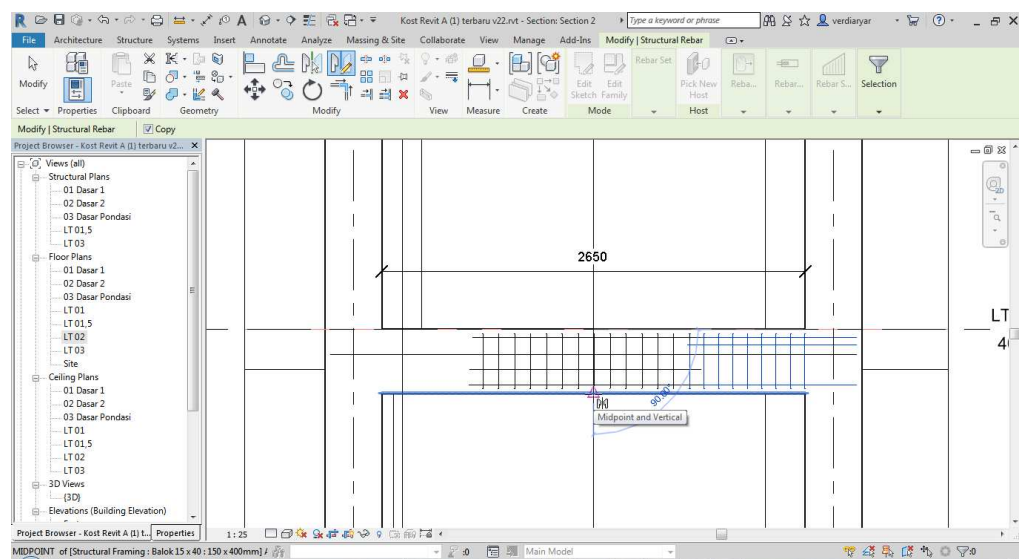 Kost Revit A (1) terbaru v22.rvt - Section: Section 2
Type a keyword or phrase
verdiaryar
File Architecture Structure Systems Insert Annotate Analyze Massing & Site Collaborate View Manage Add-Ins Modify | Structural Rebar
Modify
Paste
Edit Sketch
Edit Family
Rebar Set
Pick New Host
Reba...
Rebar...
Rebar S...
Selection
Select Properties Clipboard Geometry Modify View Measure Create Mode Host
Modify | Structural Rebar Copy
Project Browser - Kost Revit A (1) terbaru v2...
Views (all)
Structural Plans
01 Dasar 1
02 Dasar 2
03 Dasar Pondasi
LT 01,5
LT 03
Floor Plans
01 Dasar 1
02 Dasar 2
03 Dasar Pondasi
LT 01
LT 01,5
LT 02
LT 03
Site
Ceiling Plans
01 Dasar 1
02 Dasar 2
03 Dasar Pondasi
LT 01
LT 01,5
LT 02
LT 03
3D Views
{3D}
Elevations (Building Elevation)
2650
LT
90.00°
Midpoint and Vertical
2D
Project Browser - Kost Revit A (1) t... Properties
1 : 25
MIDPOINT of [Structural Framing : Balok 15 x 40 : 150 x 400mm]
:0
Main Model
:0